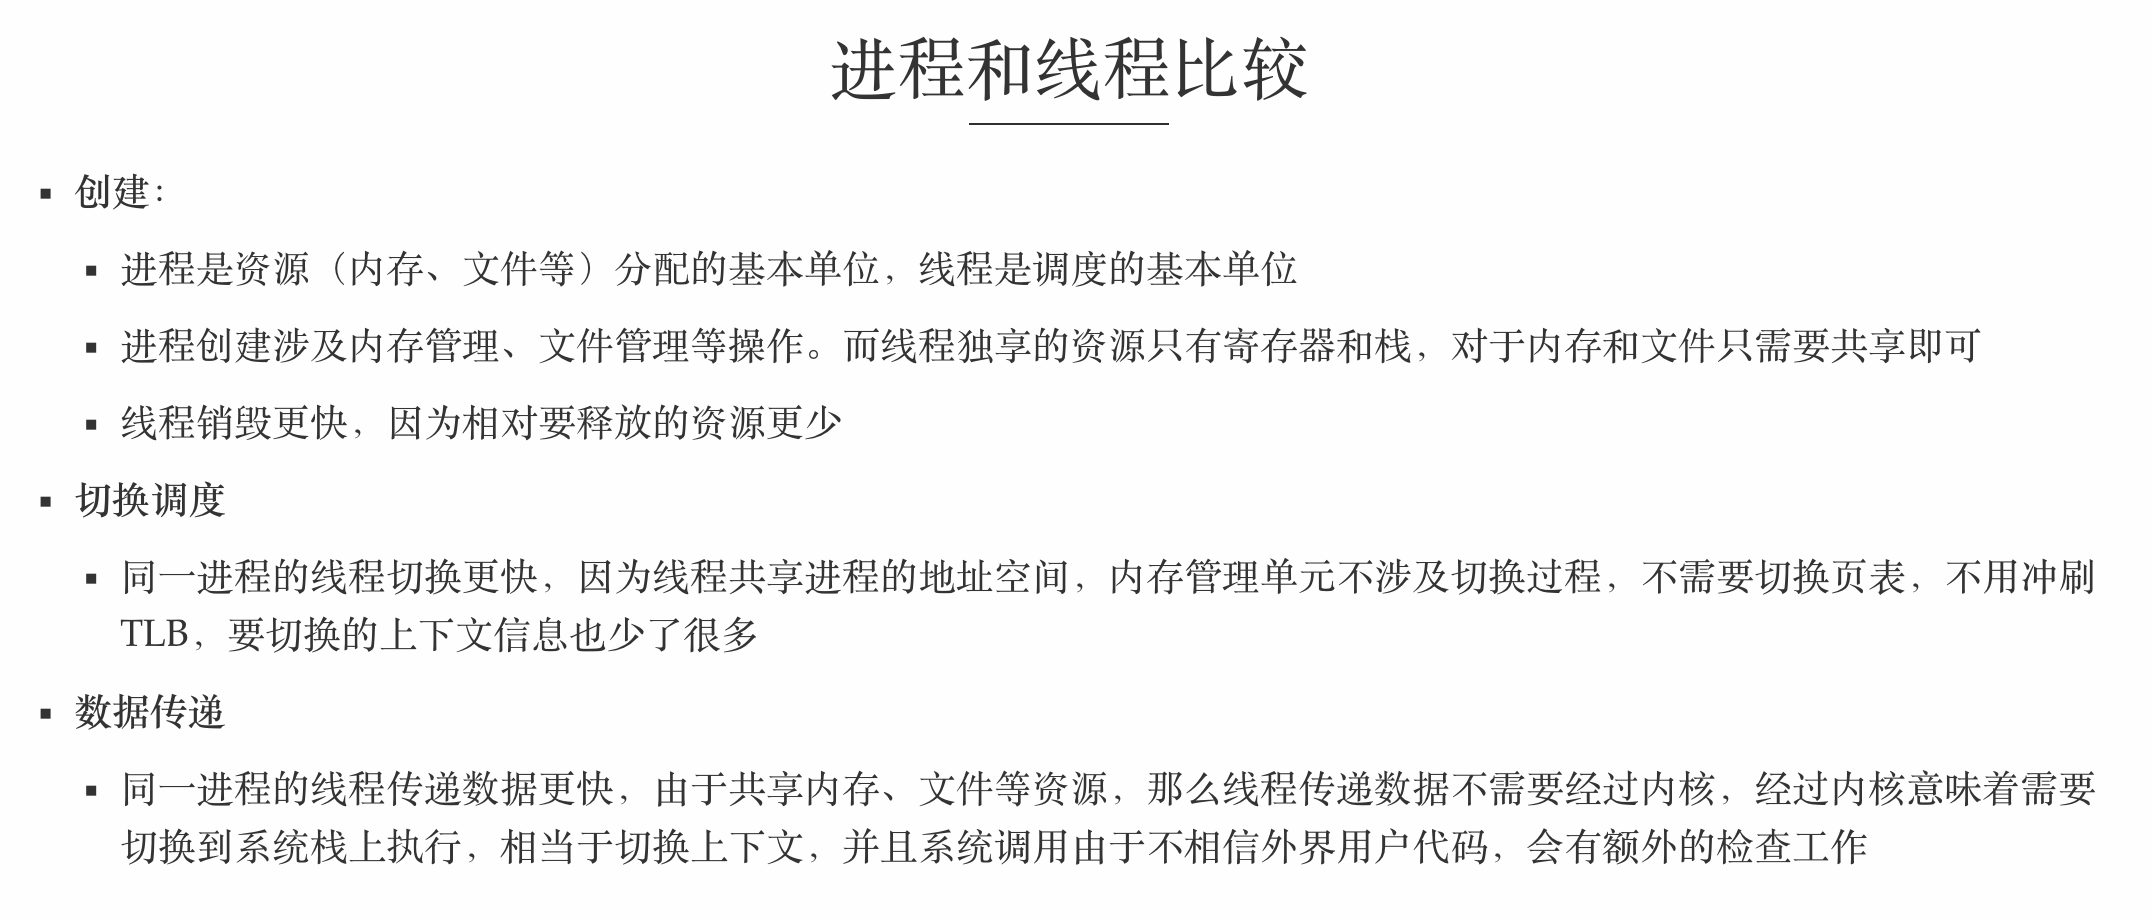 进程和线程比较
▪ 创建：
▪ 进程是资源（内存、文件等）分配的基本单位，线程是调度的基本单位
▪ 进程创建涉及内存管理、文件管理等操作。而线程独享的资源只有寄存器和栈，对于内存和文件只需要共享即可
▪ 线程销毁更快，因为相对要释放的资源更少
▪ 切换调度
▪ 同一进程的线程切换更快，因为线程共享进程的地址空间，内存管理单元不涉及切换过程，不需要切换页表，不用冲刷
TLB，要切换的上下文信息也少了很多
▪ 数据传递
▪ 同一进程的线程传递数据更快，由于共享内存、文件等资源，那么线程传递数据不需要经过内核，经过内核意味着需要
切换到系统栈上执行，相当于切换上下文，并且系统调用由于不相信外界用户代码，会有额外的检查工作